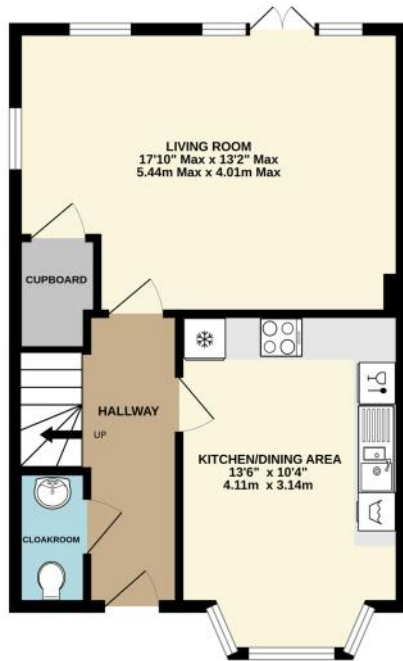 LIVING ROOM
17'10" Max x 13'2" Max
5.44m Max x 4.01m Max
CUPBOARD
HALLWAY
UP
KITCHEN/DINING AREA
13'6" x 10'4"
4.11m x 3.14m
CLOAKROOM